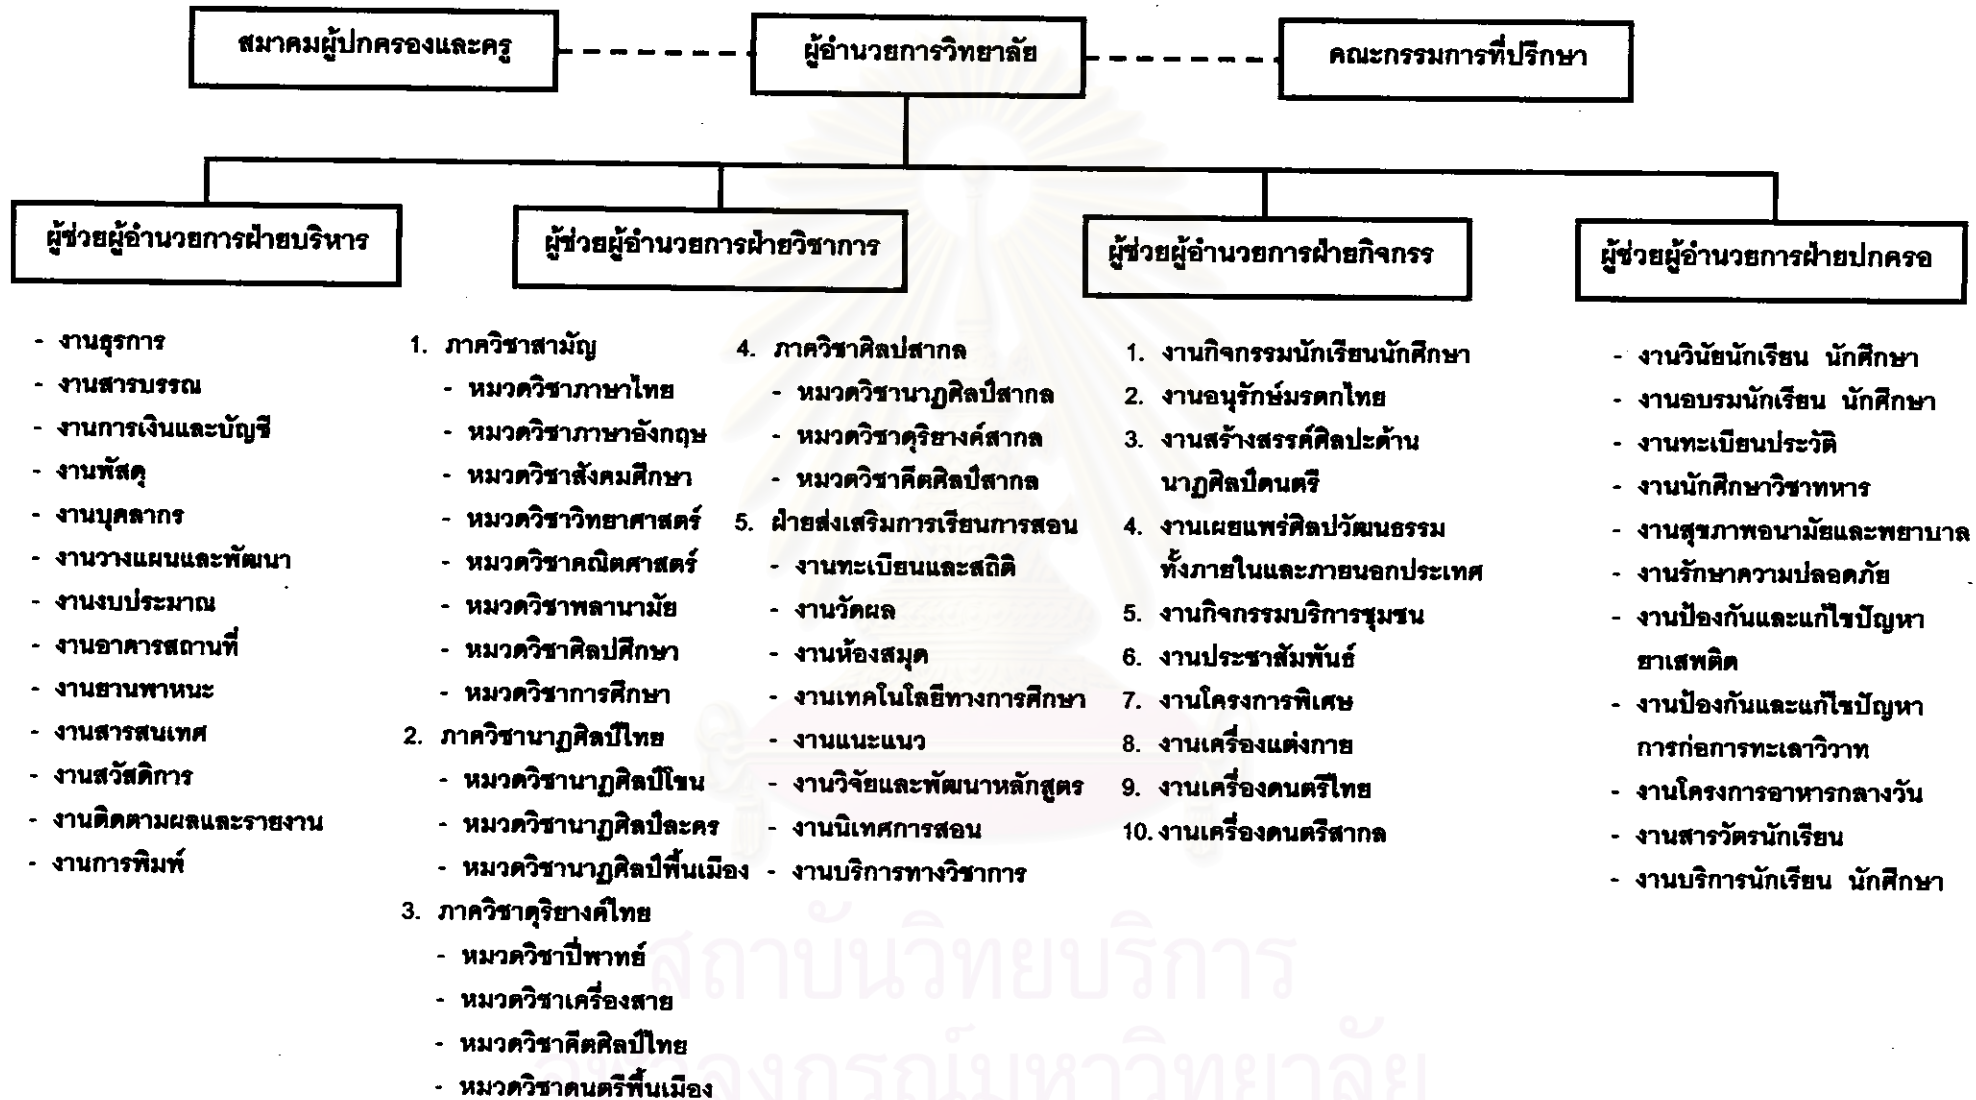 สมาคมผู้ปกครองและครู
ผู้อำนวยการวิทยาลัย
คณะกรรมการที่ปรึกษา
ผู้ช่วยผู้อำนวยการฝ่ายบริหาร
ผู้ช่วยผู้อำนวยการฝ่ายวิชาการ
ผู้ช่วยผู้อำนวยการฝ่ายกิจกรร
ผู้ช่วยผู้อำนวยการฝ่ายปกครอ
- งานธุรการ
- งานสารบรรณ
- งานการเงินและบัญชี
- งานพัสดุ
- งานบุคลากร
- งานวางแผนและพัฒนา
- งานงบประมาณ
- งานอาคารสถานที่
- งานยานพาหนะ
- งานสารสนเทศ
- งานสวัสดิการ
- งานติดตามผลและรายงาน
- งานการพิมพ์
1. ภาควิชาสามัญ
- หมวดวิชาภาษาไทย
- หมวดวิชาภาษาอังกฤษ
- หมวดวิชาสังคมศึกษา
- หมวดวิชาวิทยาศาสตร์
- หมวดวิชาคณิตศาสตร์
- หมวดวิชาพลานามัย
- หมวดวิชาศิลปศึกษา
- หมวดวิชาการศึกษา
2. ภาควิชานาฏศิลป์ไทย
- หมวดวิชานาฏศิลป์โขน
- หมวดวิชานาฏศิลป์ละคร
- หมวดวิชานาฏศิลป์พื้นเมือง
3. ภาควิชาดุริยางค์ไทย
- หมวดวิชาปี่พาทย์
- หมวดวิชาเครื่องสาย
- หมวดวิชาคีตศิลป์ไทย
- หมวดวิชาดนตรีพื้นเมือง
4. ภาควิชาศิลปสากล
- หมวดวิชานาฏศิลป์สากล
- หมวดวิชาดุริยางค์สากล
- หมวดวิชาคีตศิลป์สากล
5. ฝ่ายส่งเสริมการเรียนการสอน
- งานทะเบียนและสถิติ
- งานวัดผล
- งานห้องสมุด
- งานเทคโนโลยีทางการศึกษา
- งานแนะแนว
- งานวิจัยและพัฒนาหลักสูตร
- งานนิเทศการสอน
- งานบริการทางวิชาการ
1. งานกิจกรรมนักเรียนนักศึกษา
2. งานอนุรักษ์มรดกไทย
3. งานสร้างสรรค์ศิลปะด้าน
นาฏศิลป์ดนตรี
4. งานเผยแพร่ศิลปวัฒนธรรม
ทั้งภายในและภายนอกประเทศ
5. งานกิจกรรมบริการชุมชน
6. งานประชาสัมพันธ์
7. งานโครงการพิเศษ
8. งานเครื่องแต่งกาย
9. งานเครื่องดนตรีไทย
10. งานเครื่องดนตรีสากล
- งานวินัยนักเรียน นักศึกษา
- งานอบรมนักเรียน นักศึกษา
- งานทะเบียนประวัติ
- งานนักศึกษาวิชาทหาร
- งานสุขภาพอนามัยและพยาบาล
- งานรักษาความปลอดภัย
- งานป้องกันและแก้ไขปัญหา
ยาเสพติด
- งานป้องกันและแก้ไขปัญหา
การก่อการทะเลาวิวาท
- งานโครงการอาหารกลางวัน
- งานสารวัตรนักเรียน
- งานบริการนักเรียน นักศึกษา
สถาบันวิทยบริการ
จุฬาลงกรณ์มหาวิทยาลัย